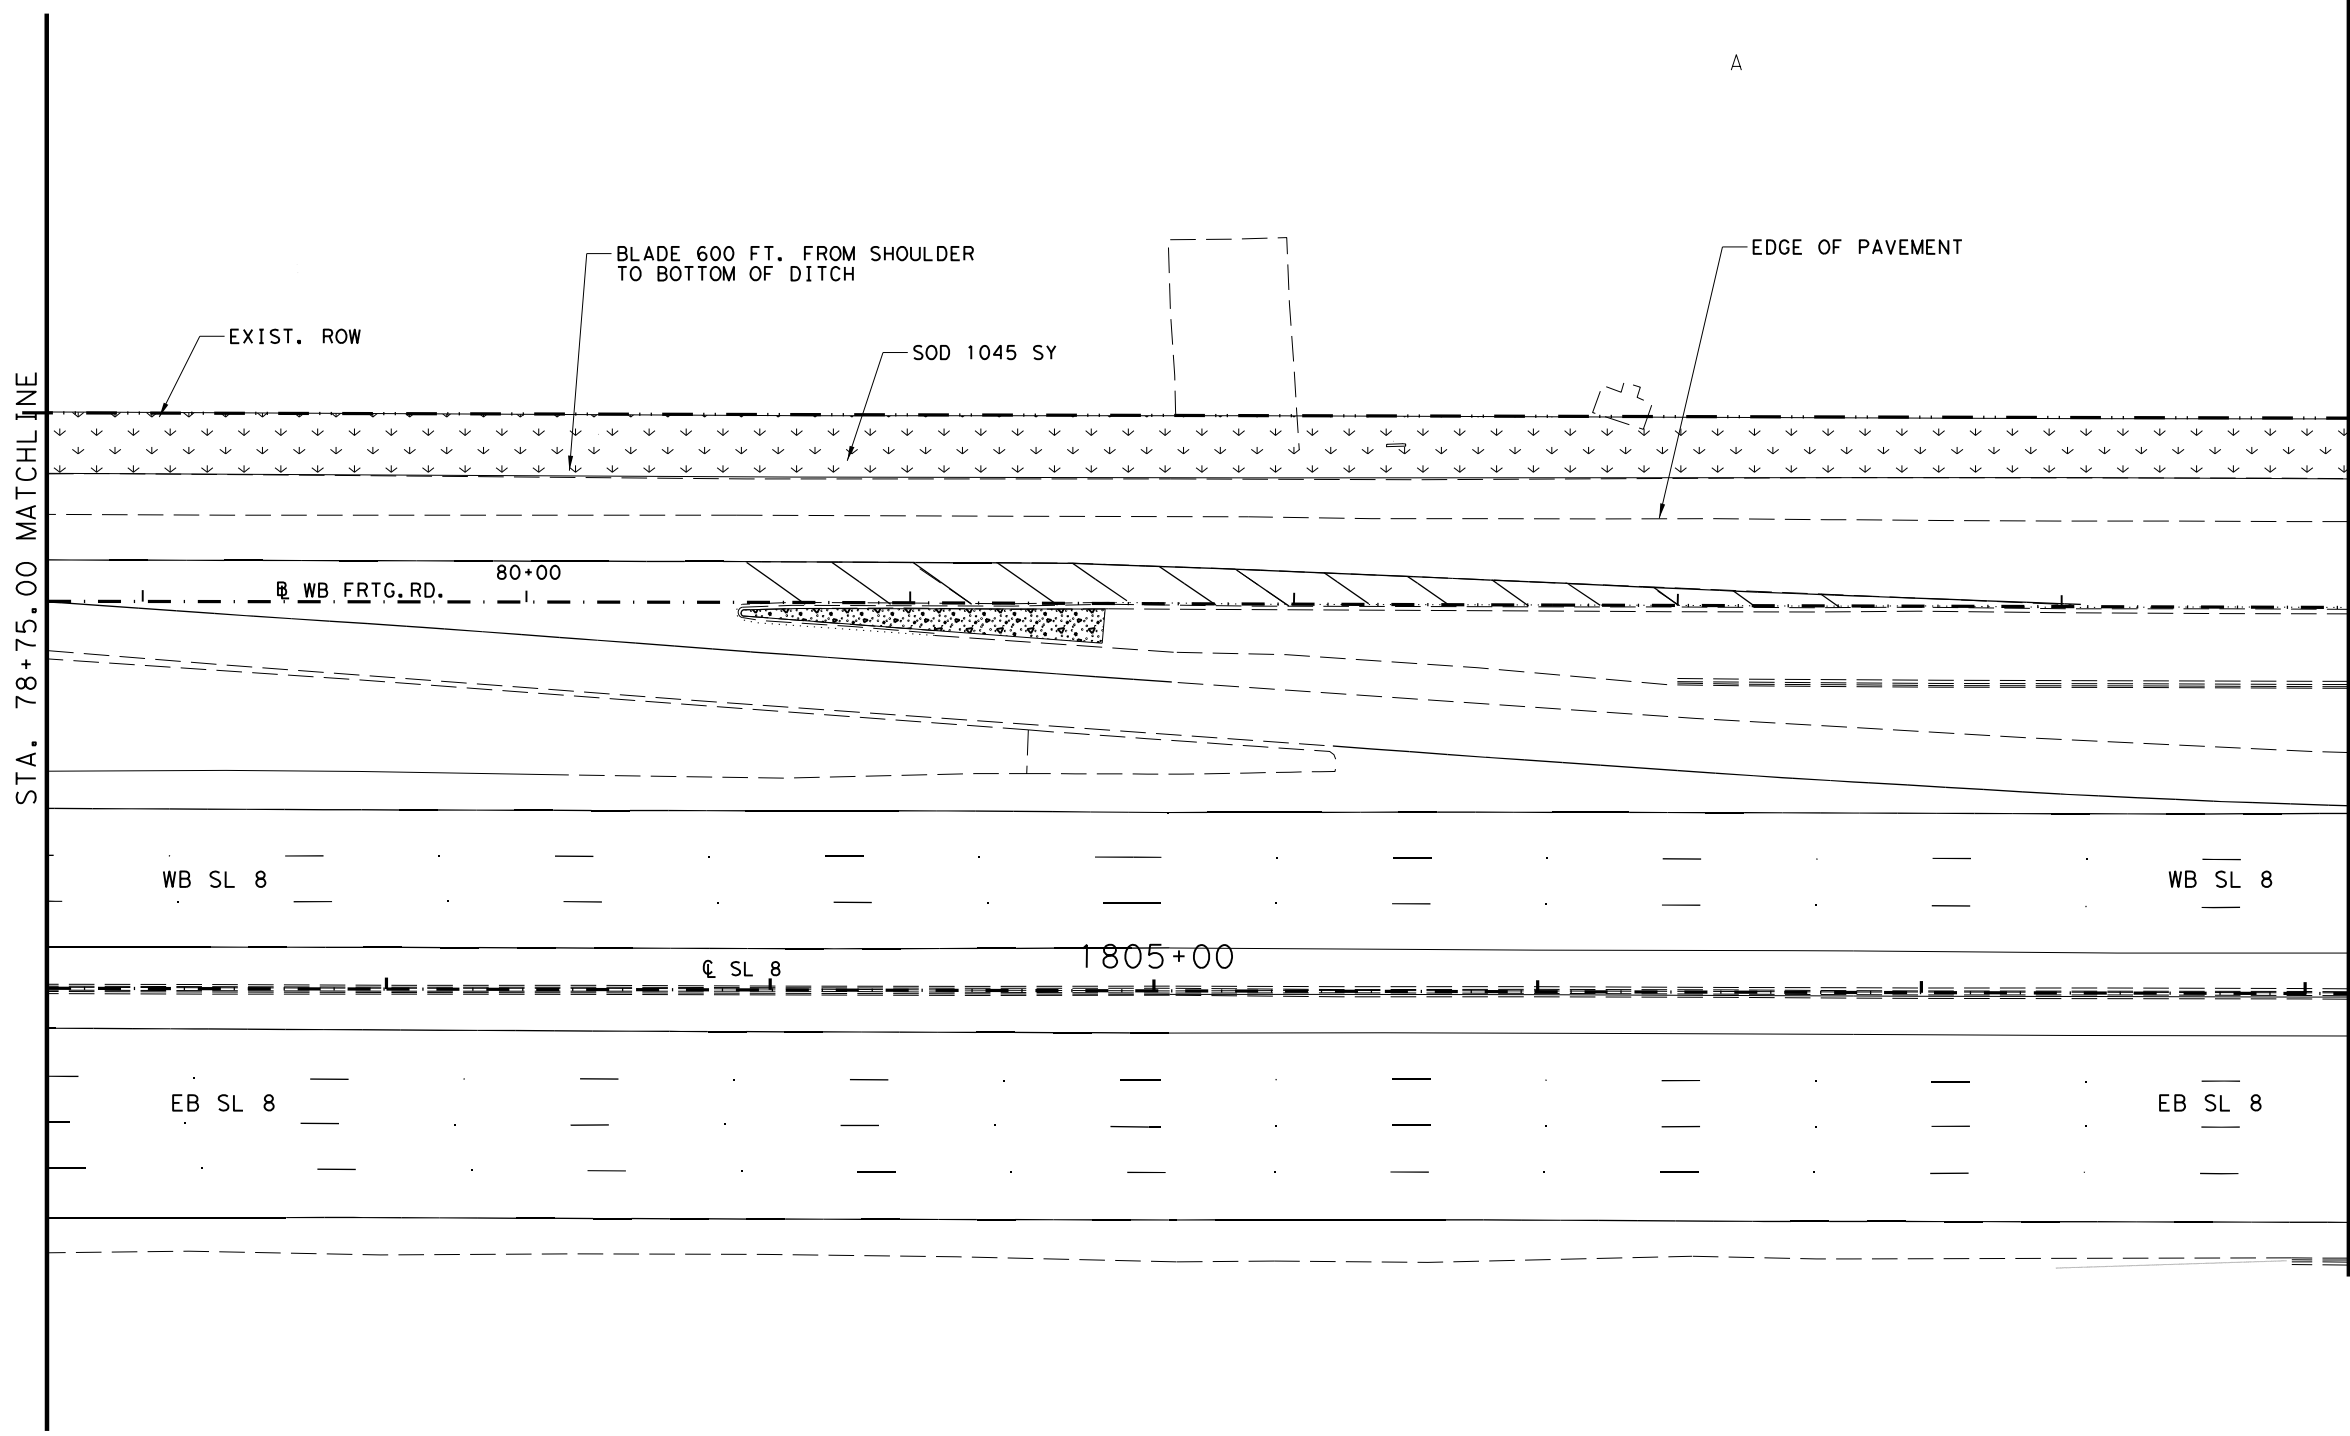 A
EDGE OF PAVEMENT
BLADE 600 FT. FROM SHOULDER
TO BOTTOM OF DITCH
EXIST. ROW
SOD 1045 SY
STA. 78+75.00 MATCHLINE
80+00
BL WB FRTG.RD.
WB SL 8
WB SL 8
1805+00
CL SL 8
EB SL 8
EB SL 8